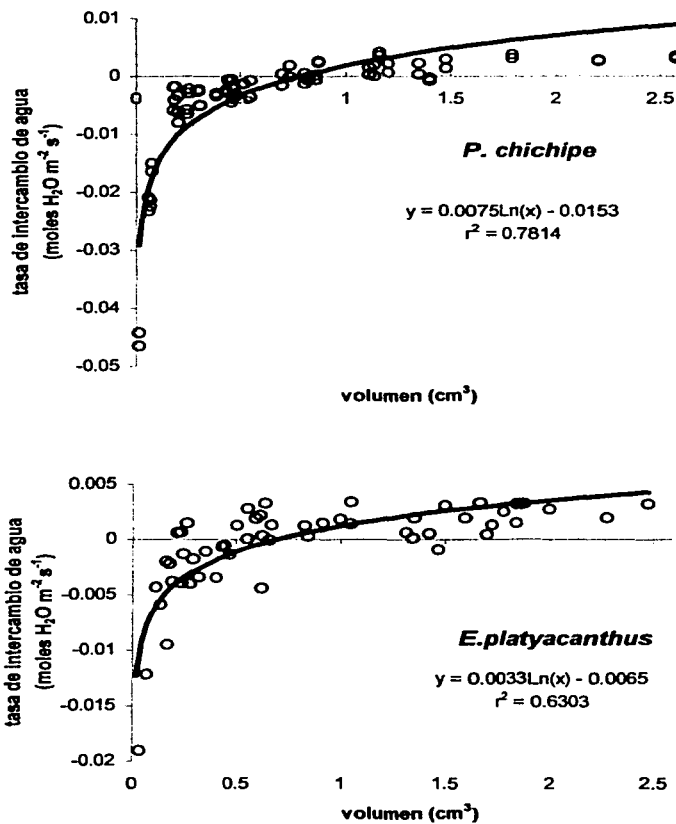 0.01
0
-0.01
-0.02
-0.03
-0.04
-0.05
0 0.5 1 1.5 2 2.5
tasa de intercambio de agua
(moles H₂O m⁻² s⁻¹)
P. chichipe
y = 0.0075Ln(x) - 0.0153
r² = 0.7814
volumen (cm³)
0.005
0
-0.005
-0.01
-0.015
-0.02
tasa de intercambio de agua
(moles H₂O m⁻² s⁻¹)
E.platyacanthus
y = 0.0033Ln(x) - 0.0065
r² = 0.6303
0 0.5 1 1.5 2 2.5
volumen (cm³)